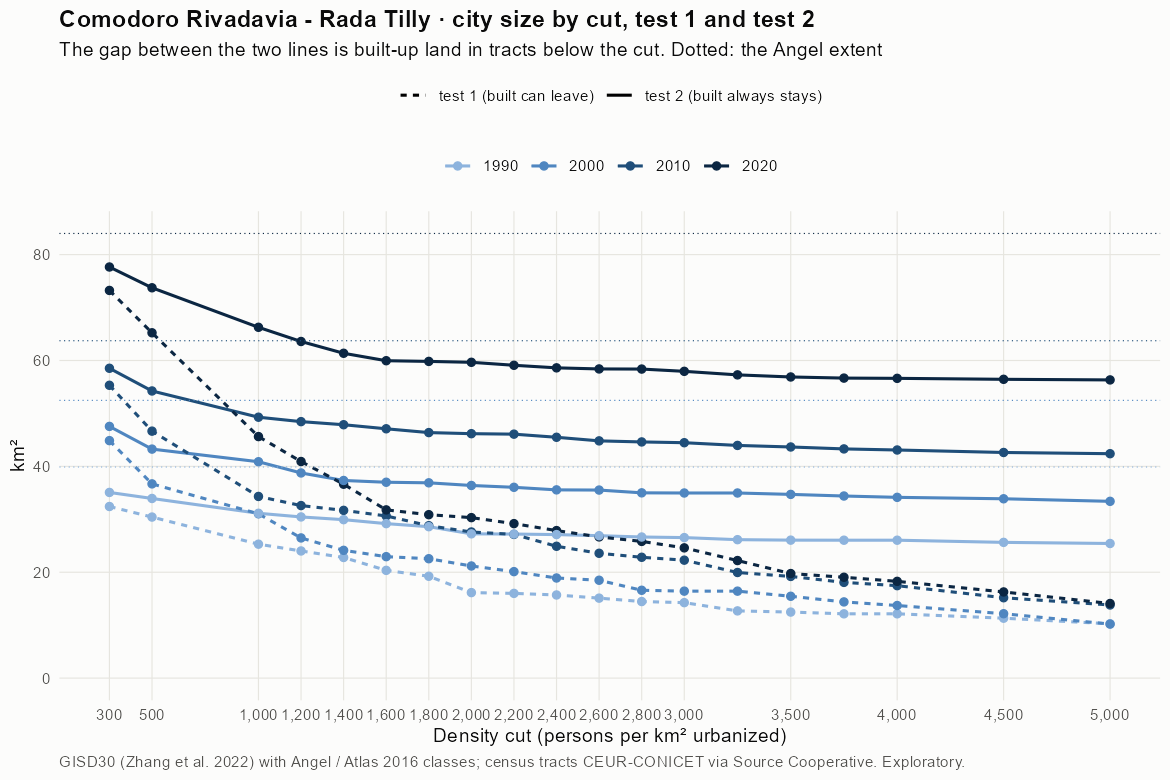 Comodoro Rivadavia - Rada Tilly · city size by cut, test 1 and test 2
The gap between the two lines is built-up land in tracts below the cut. Dotted: the Angel extent
test 1 (built can leave) test 2 (built always stays)
1990 2000 2010 2020
80
60
40
20
0
km²
300 500 1,000 1,200 1,400 1,600 1,800 2,000 2,200 2,400 2,600 2,800 3,000 3,500 4,000 4,500 5,000
Density cut (persons per km² urbanized)
GISD30 (Zhang et al. 2022) with Angel / Atlas 2016 classes; census tracts CEUR-CONICET via Source Cooperative. Exploratory.